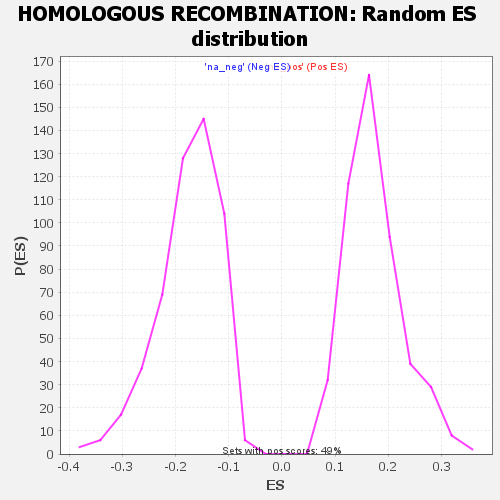 HOMOLOGOUS RECOMBINATION: Random ES
distribution
'na_neg' (Neg ES) os' (Pos ES)
170
160
150
140
130
120
110
100
90
80
70
60
50
40
30
20
10
0
P(ES)
Sets with pos scores: 49%
-0.4 -0.3 -0.2 -0.1 0.0 0.1 0.2 0.3
ES